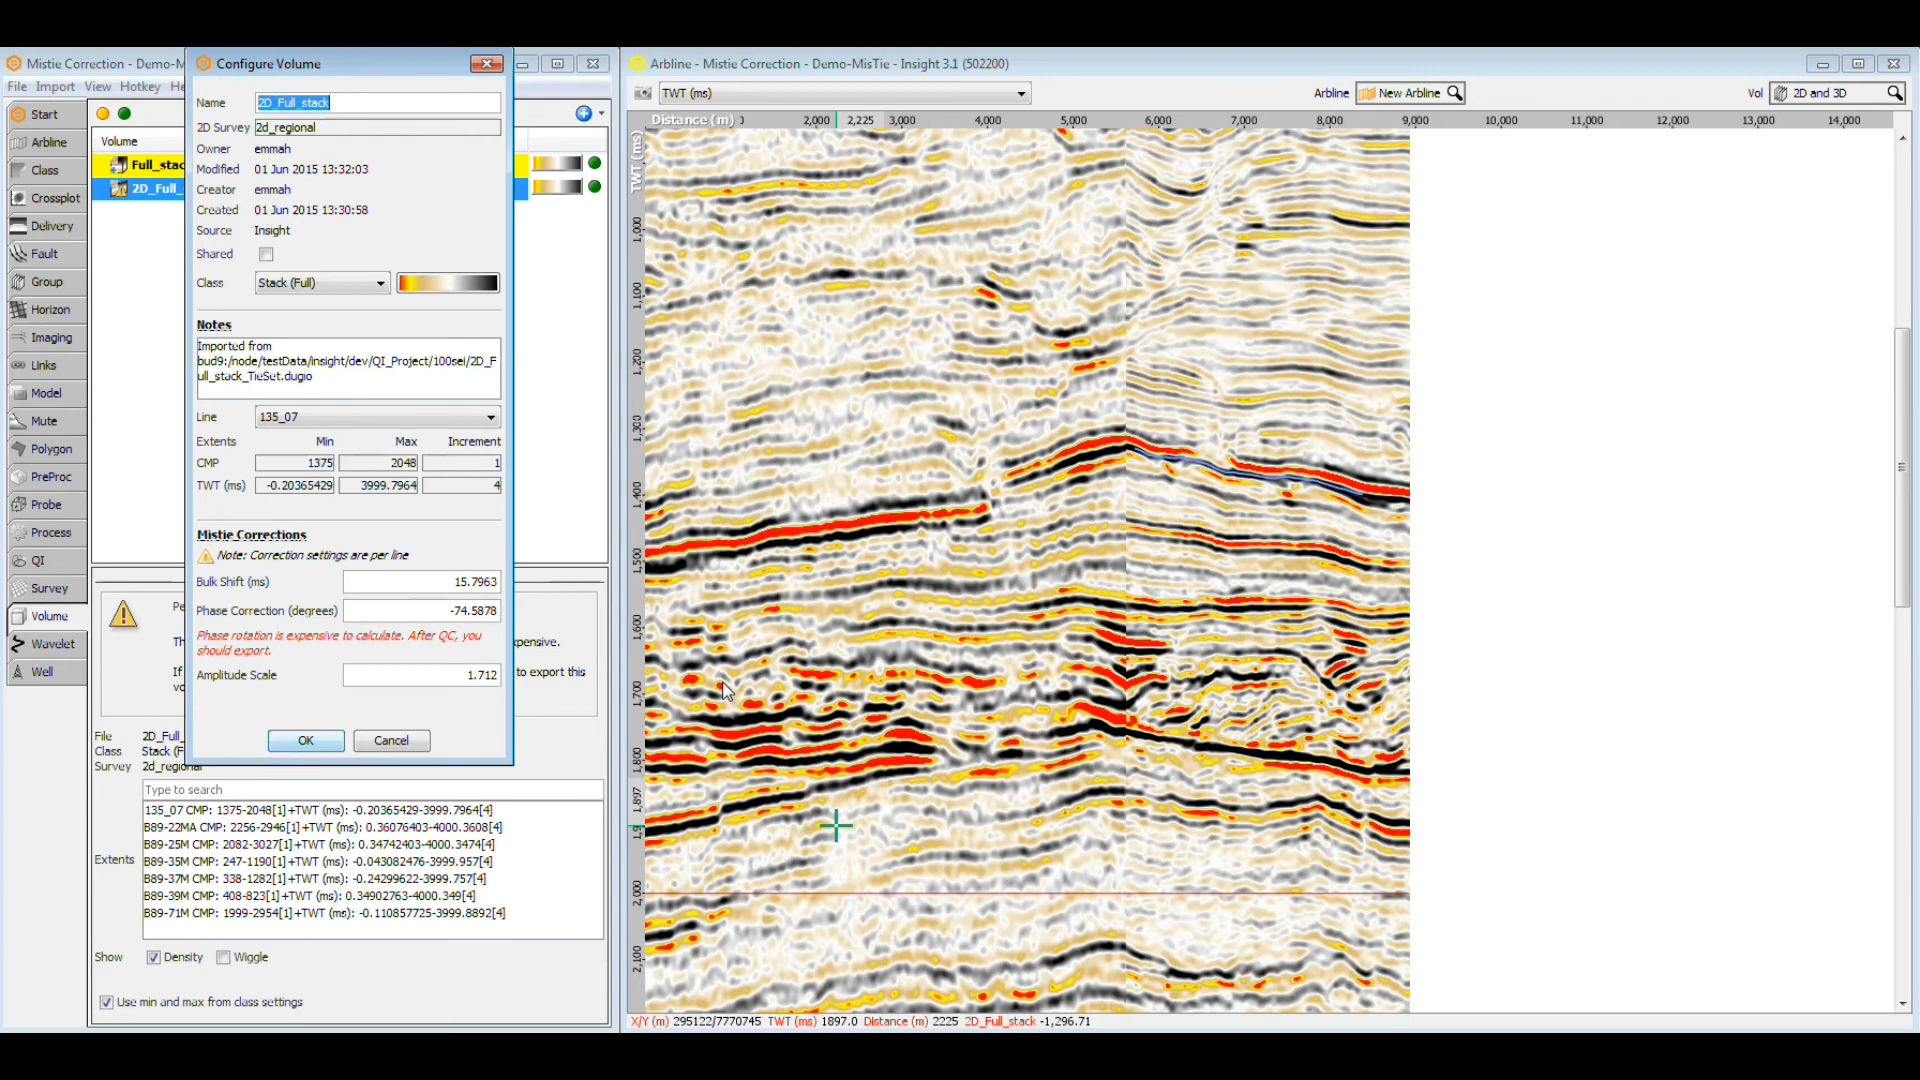 Mistie Correction - Demo-M
File Import View Hotkey He
Start
Arbline
Class
Crossplot
Delivery
Fault
Group
Horizon
Imaging
Links
Model
Mute
Polygon
PreProc
Probe
Process
QI
Survey
Volume
Wavelet
Well
Volume
Full_stac
2D_Full_
Configure Volume
Name 2D_Full_stack
2D Survey 2d_regional
Owner emmah
Modified 01 Jun 2015 13:32:03
Creator emmah
Created 01 Jun 2015 13:30:58
Source Insight
Shared
Class Stack (Full)
Notes
Imported from
bud9:/node/testData/insight/dev/QI_Project/100sei/2D_F
ull_stack_TieSet.dugio
Line 135_07
Extents Min Max Increment
CMP 1375 2048 1
TWT (ms) -0.20365429 3999.7964 4
Mistie Corrections
Note: Correction settings are per line
Bulk Shift (ms) 15.7963
Phase Correction (degrees) -74.5878
Phase rotation is expensive to calculate. After QC, you
should export.
Amplitude Scale 1.712
OK Cancel
Pe
Th
xpensive.
If
to export this
vo
File 2D_Full_
Class Stack (F
Survey 2d_regional
Type to search
Extents
135_07 CMP: 1375-2048[1]+TWT (ms): -0.20365429-3999.7964[4]
B89-22MA CMP: 2256-2946[1]+TWT (ms): 0.36076403-4000.3608[4]
B89-25M CMP: 2082-3027[1]+TWT (ms): 0.34742403-4000.3474[4]
B89-35M CMP: 247-1190[1]+TWT (ms): -0.043082476-3999.957[4]
B89-37M CMP: 338-1282[1]+TWT (ms): -0.24299622-3999.757[4]
B89-39M CMP: 408-823[1]+TWT (ms): 0.34902763-4000.349[4]
B89-71M CMP: 1999-2954[1]+TWT (ms): -0.110857725-3999.8892[4]
Show Density Wiggle
Use min and max from class settings
Arbline - Mistie Correction - Demo-MisTie - Insight 3.1 (502200)
TWT (ms)
Arbline New Arbline
Vol 2D and 3D
Distance (m) 2,000 2,225 3,000 4,000 5,000 6,000 7,000 8,000 9,000 10,000 11,000 12,000 13,000 14,000
TWT (ms)
1,000
1,100
1,200
1,300
1,400
1,500
1,600
1,700
1,800
1,897
1,9
2,000
2,100
X/Y (m) 295122/7770745 TWT (ms) 1897.0 Distance (m) 2225 2D_Full_stack -1,296.71